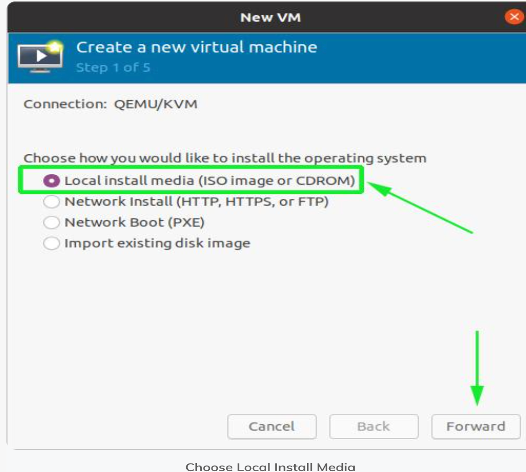 New VM
Create a new virtual machine
Step 1 of 5
Connection: QEMU/KVM
Choose how you would like to install the operating system
Local install media (ISO image or CDROM)
Network Install (HTTP, HTTPS, or FTP)
Network Boot (PXE)
Import existing disk image
Cancel Back Forward
Choose Local Install Media